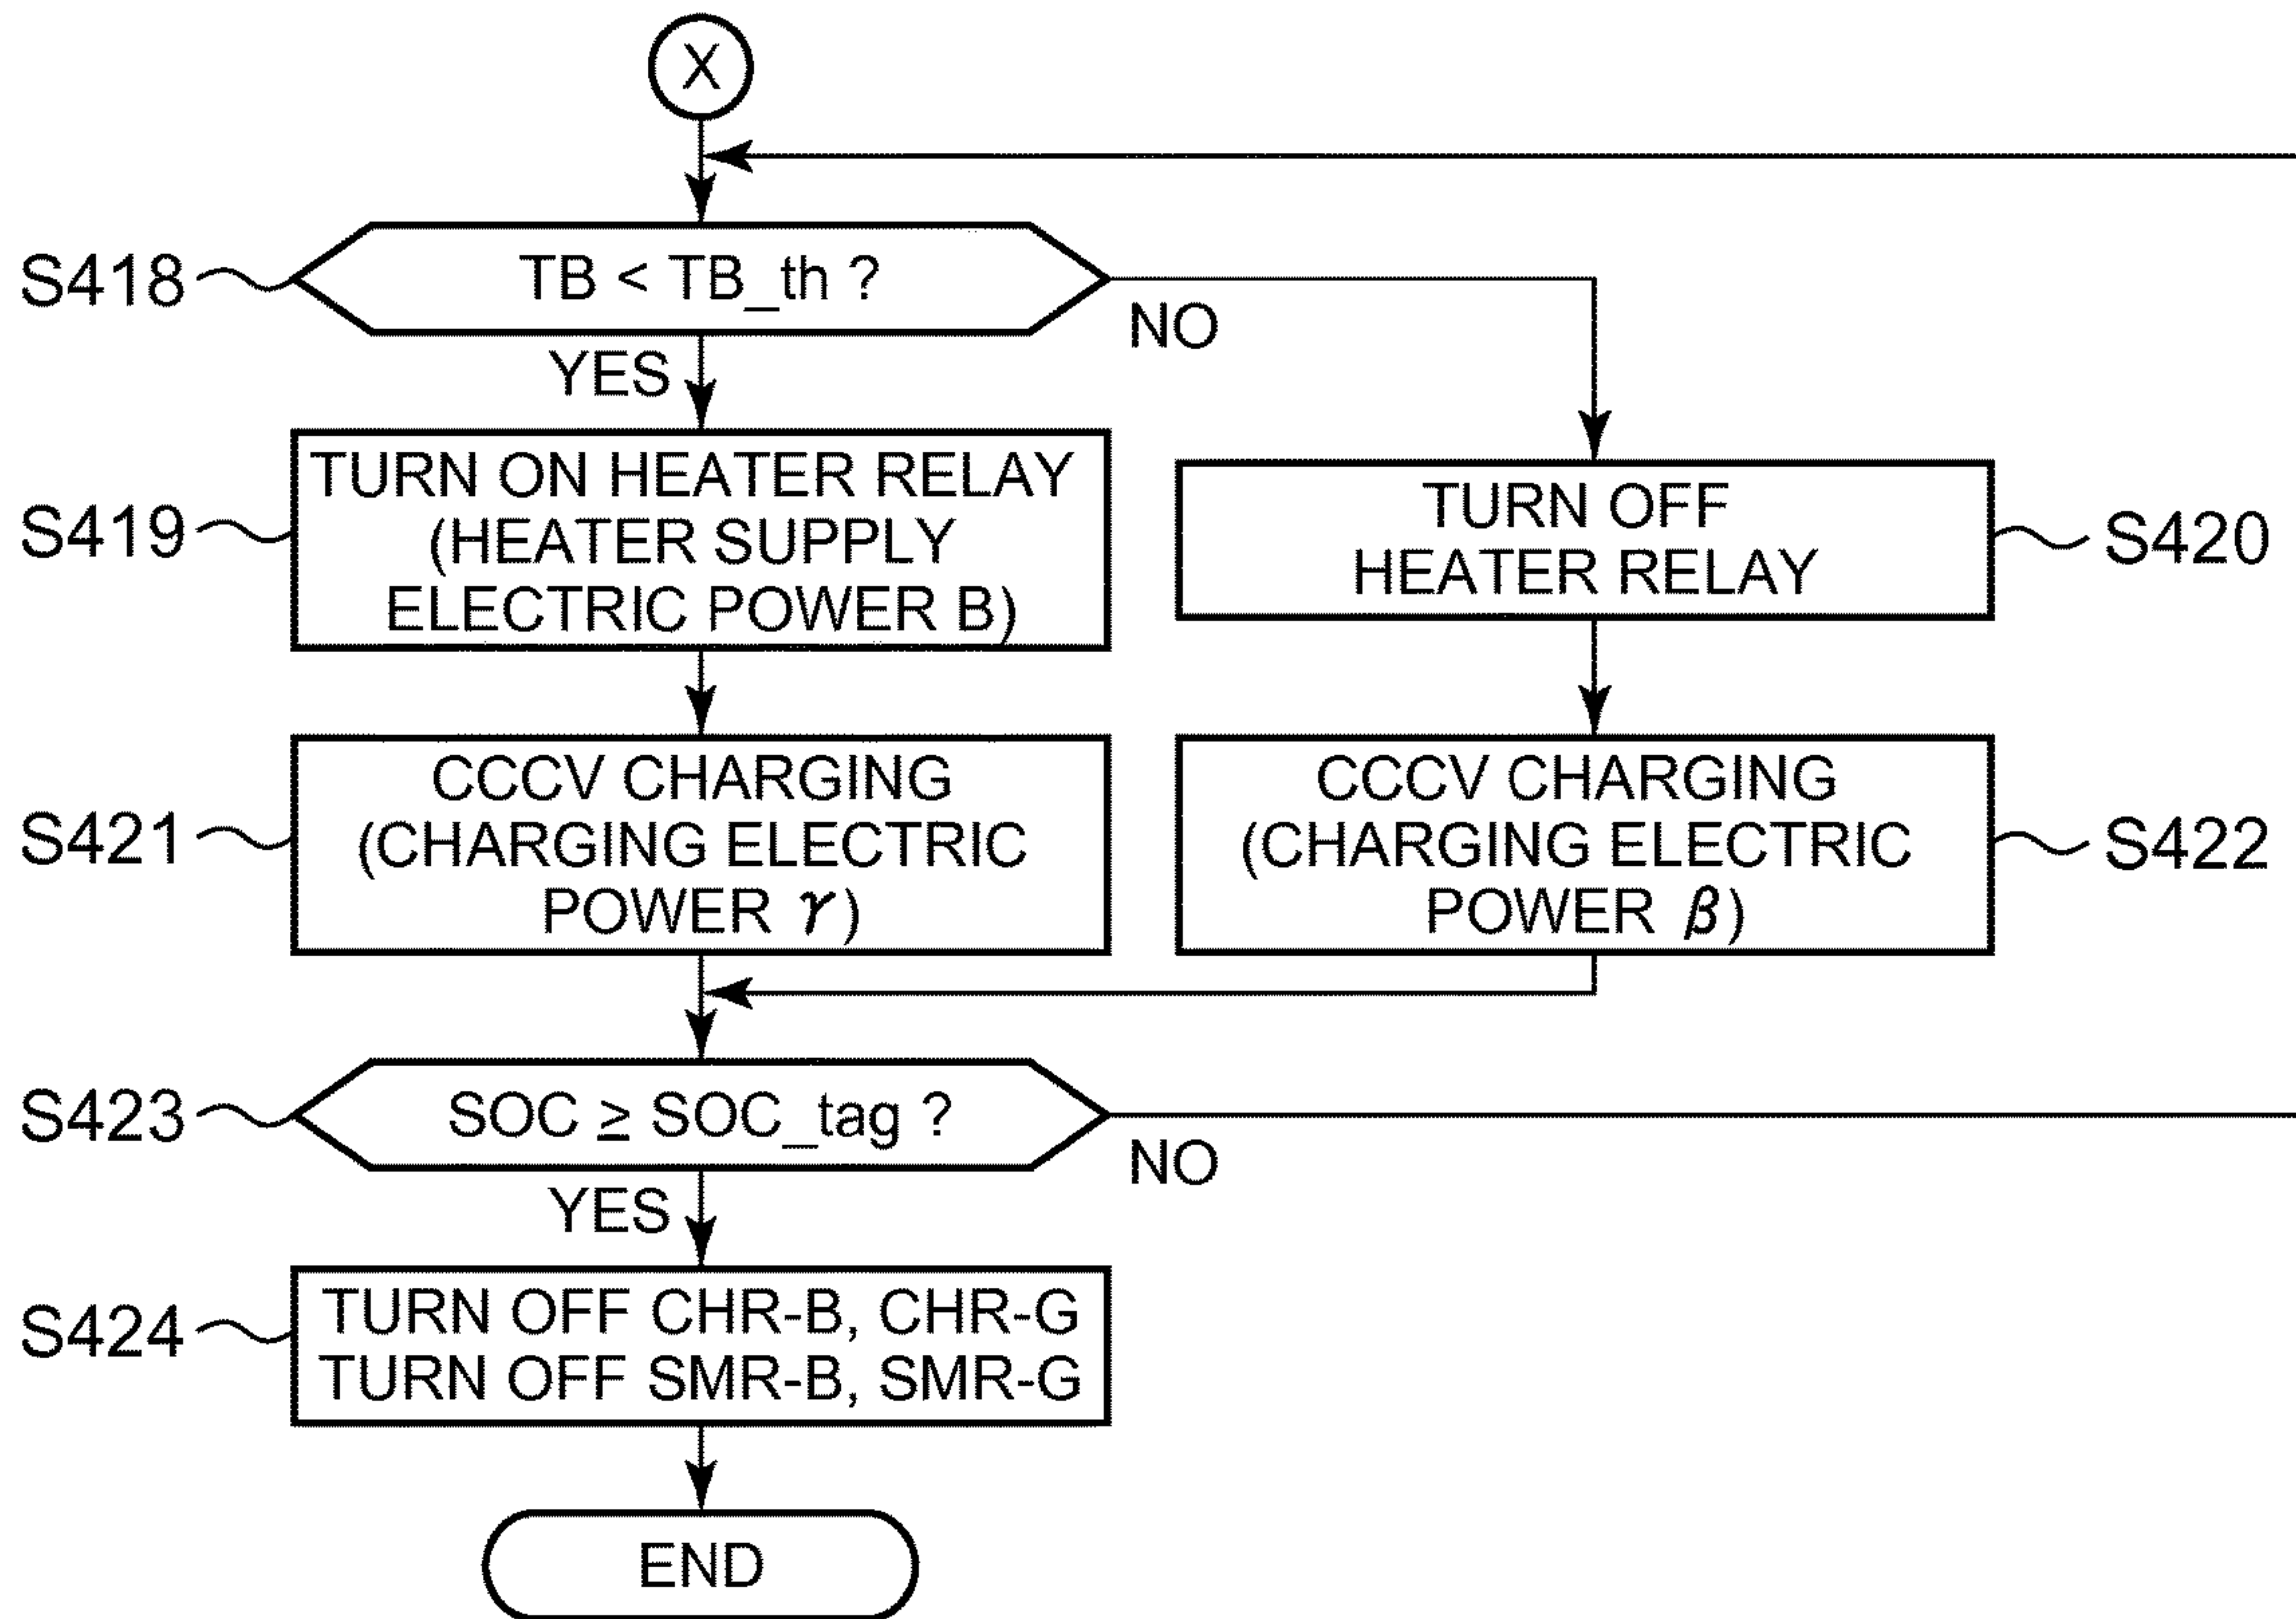 X
S418
TB < TB_th ?
NO
YES
S419
TURN ON HEATER RELAY
(HEATER SUPPLY
ELECTRIC POWER B)
TURN OFF
HEATER RELAY
S420
S421
CCCV CHARGING
(CHARGING ELECTRIC
POWER γ)
CCCV CHARGING
(CHARGING ELECTRIC
POWER β)
S422
S423
SOC ≥ SOC_tag ?
NO
YES
S424
TURN OFF CHR-B, CHR-G
TURN OFF SMR-B, SMR-G
END